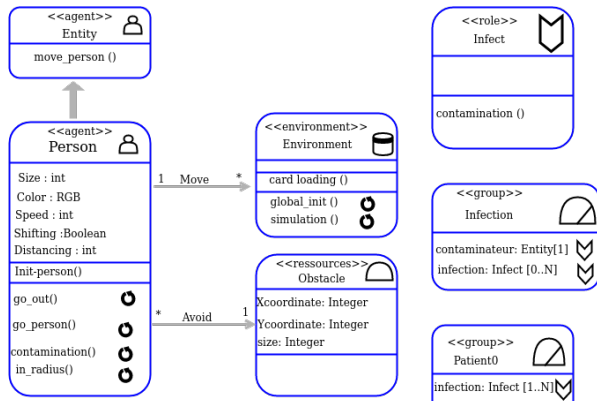 <<agent>>
Entity
move_person ()
<<agent>>
Person
Size : int
Color : RGB
Speed : int
Shifting :Boolean
Distancing : int
Init-person()
go_out()
go_person()
contamination()
in_radius()
1 Move *
* Avoid 1
<<environment>>
Environment
card loading ()
global_init ()
simulation ()
<<ressources>>
Obstacle
Xcoordinate: Integer
Ycoordinate: Integer
size: Integer
<<role>>
Infect
contamination ()
<<group>>
Infection
contaminateur: Entity[1]
infection: Infect [0..N]
<<group>>
Patient0
infection: Infect [1..N]